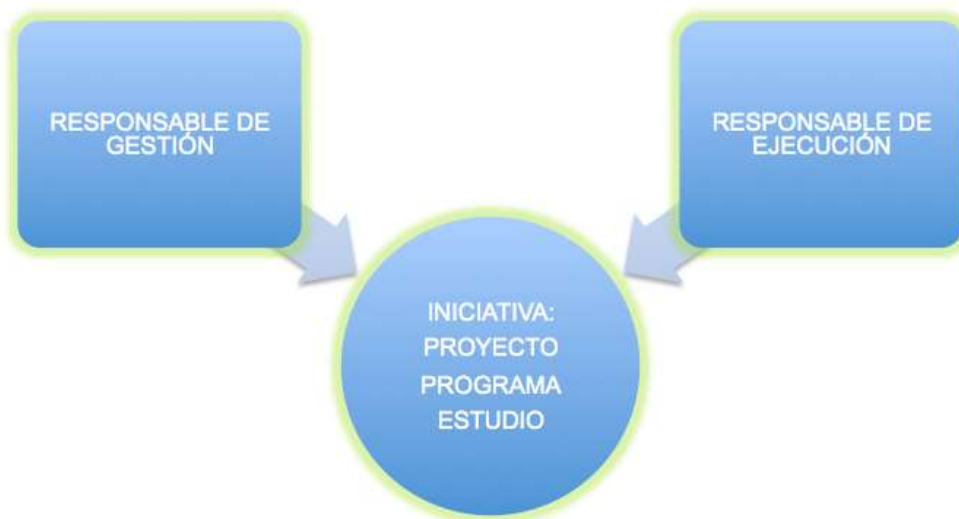 RESPONSABLE DE
GESTIÓN
RESPONSABLE DE
EJECUCIÓN
INICIATIVA:
PROYECTO
PROGRAMA
ESTUDIO